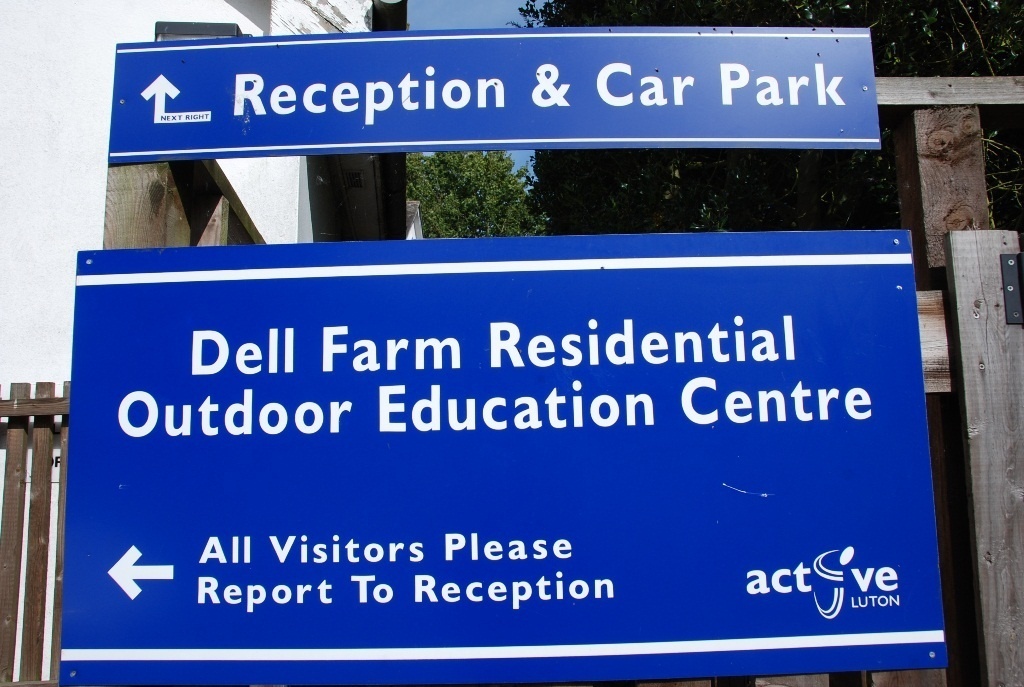 Reception & Car Park
NEXT RIGHT
Dell Farm Residential
Outdoor Education Centre
All Visitors Please
Report To Reception
active
LUTON